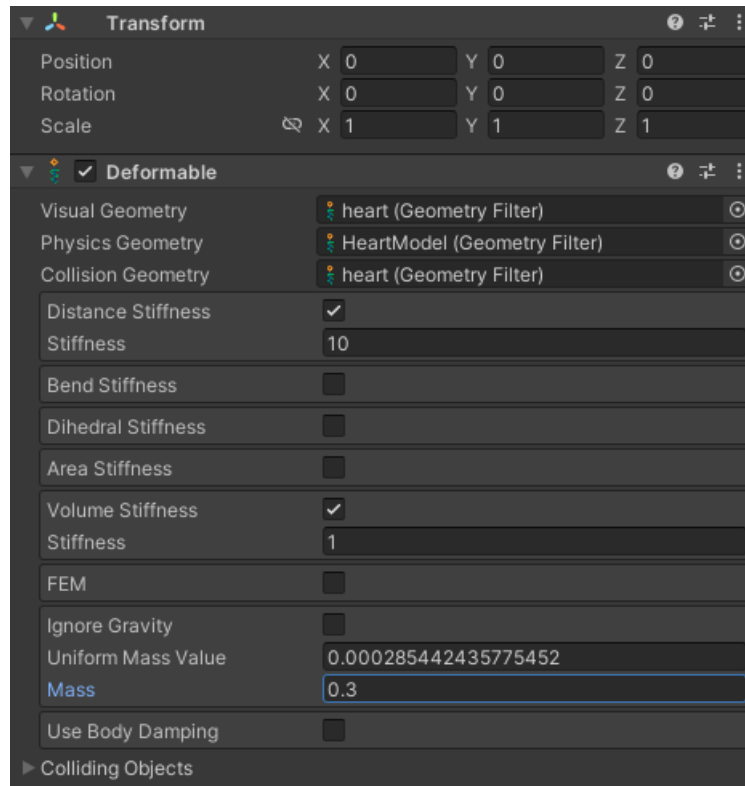 Transform
Position X 0 Y 0 Z 0
Rotation X 0 Y 0 Z 0
Scale X 1 Y 1 Z 1
Deformable
Visual Geometry heart (Geometry Filter)
Physics Geometry HeartModel (Geometry Filter)
Collision Geometry heart (Geometry Filter)
Distance Stiffness
Stiffness 10
Bend Stiffness
Dihedral Stiffness
Area Stiffness
Volume Stiffness
Stiffness 1
FEM
Ignore Gravity
Uniform Mass Value 0.000285442435775452
Mass 0.3
Use Body Damping
Colliding Objects